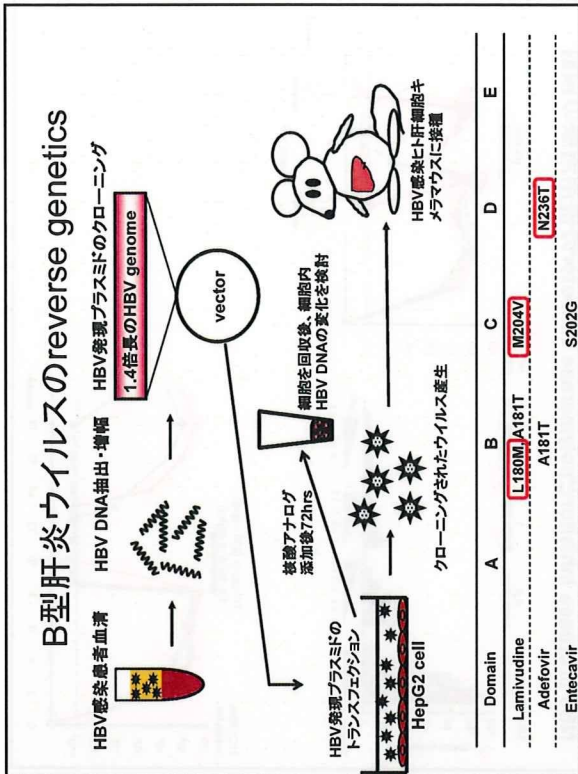 B型肝炎ウイルスのreverse genetics
HBV感染患者血清
HBV DNA抽出・増幅
HBV発現プラスミドのクローニング
1.4倍長のHBV genome
vector
HBV発現プラスミドの
トランスフェクション
HepG2 cell
核酸アナログ
添加後72hrs
細胞を回収後、細胞内
HBV DNAの変化を検討
クローニングされたウイルス産生
HBV感染ヒト肝細胞キ
メラマウスに接種
Domain A B C D E
Lamivudine L180M, A181T M204V
Adefovir A181T N236T
Entecavir S202G